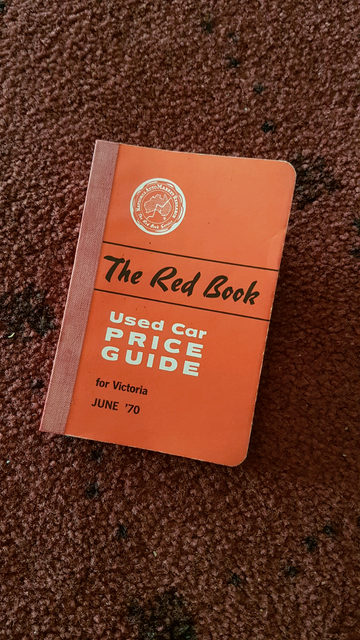 The Red Book
Used Car
PRICE
GUIDE
for Victoria
JUNE '70